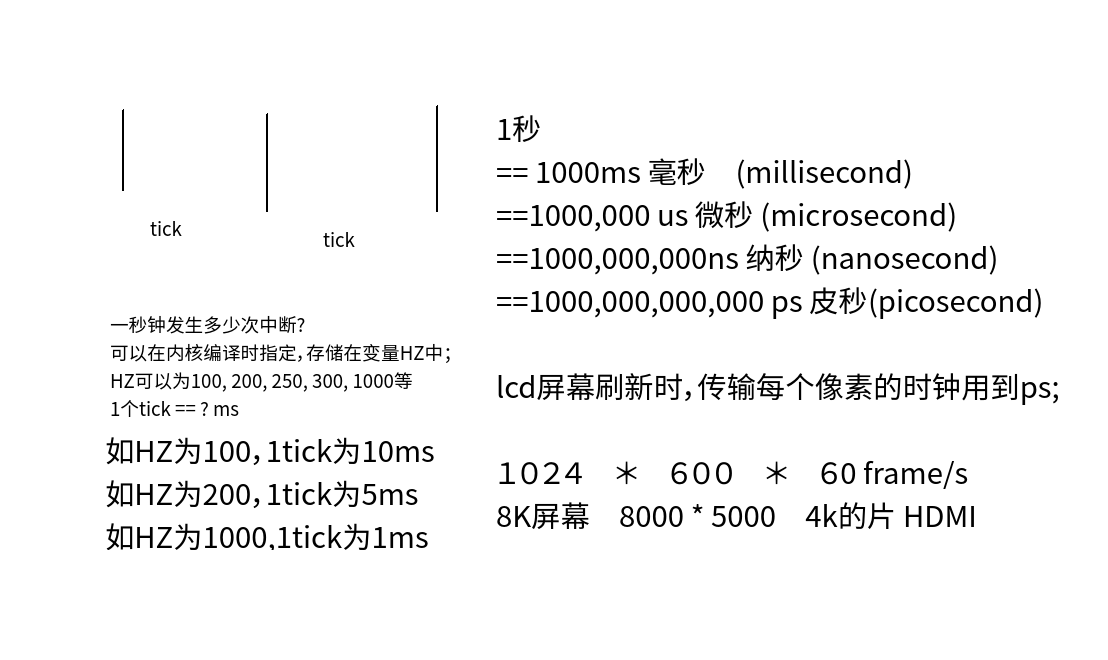 tick
tick
一秒钟发生多少次中断?
可以在内核编译时指定，存储在变量HZ中；
HZ可以为100, 200, 250, 300, 1000等
1个tick == ? ms
如HZ为100，1tick为10ms
如HZ为200，1tick为5ms
如HZ为1000,1tick为1ms
1秒
== 1000ms 毫秒　(millisecond)
==1000,000 us 微秒 (microsecond)
==1000,000,000ns 纳秒 (nanosecond)
==1000,000,000,000 ps 皮秒(picosecond)
lcd屏幕刷新时，传输每个像素的时钟用到ps;
１０２４　＊　６００　＊　６０ frame/s
8K屏幕　8000 * 5000　4k的片 HDMI